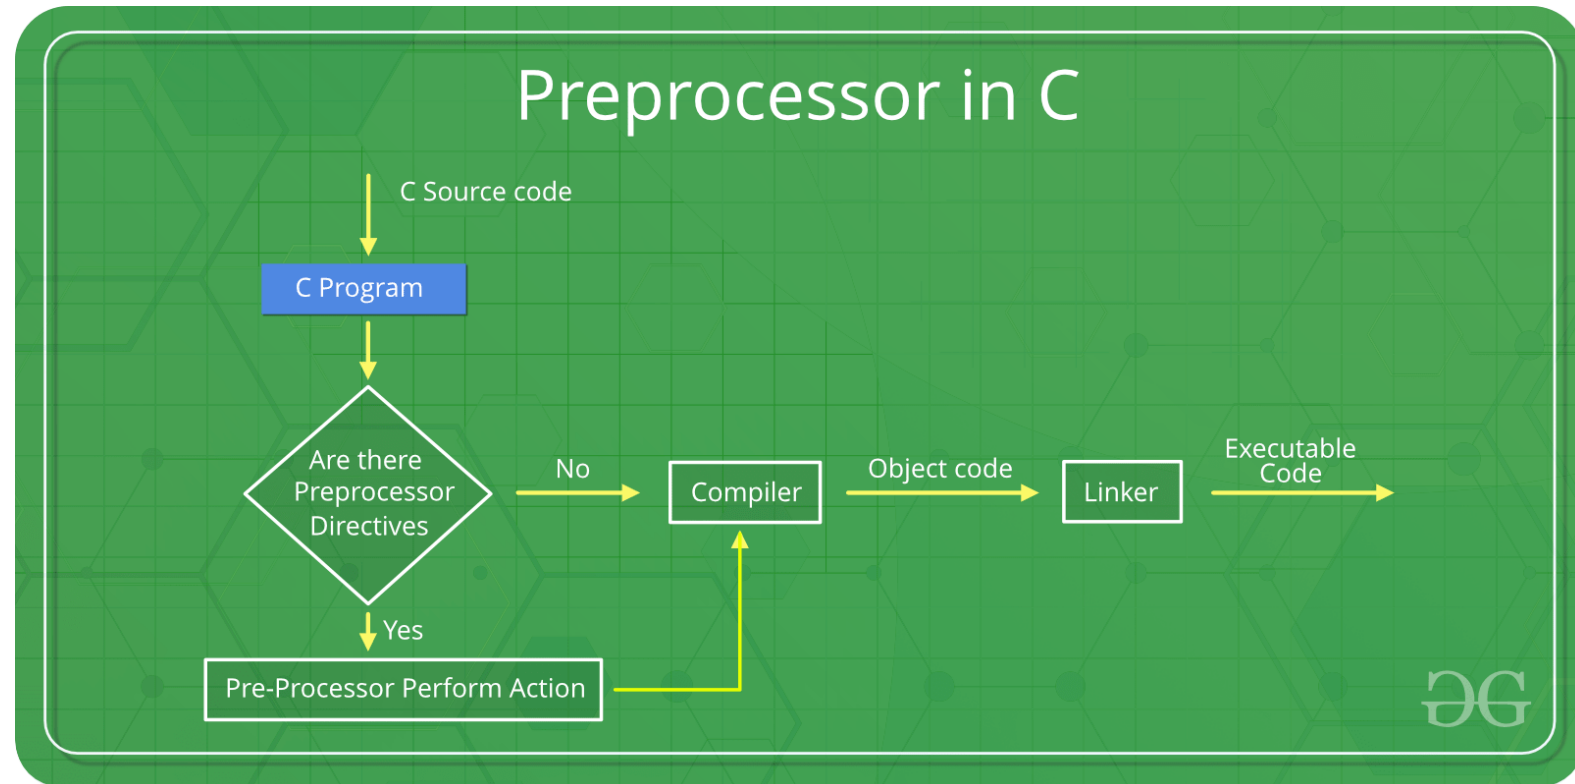 Preprocessor in C
C Source code
C Program
Are there
Preprocessor
Directives
No
Compiler
Object code
Linker
Executable
Code
Yes
Pre-Processor Perform Action